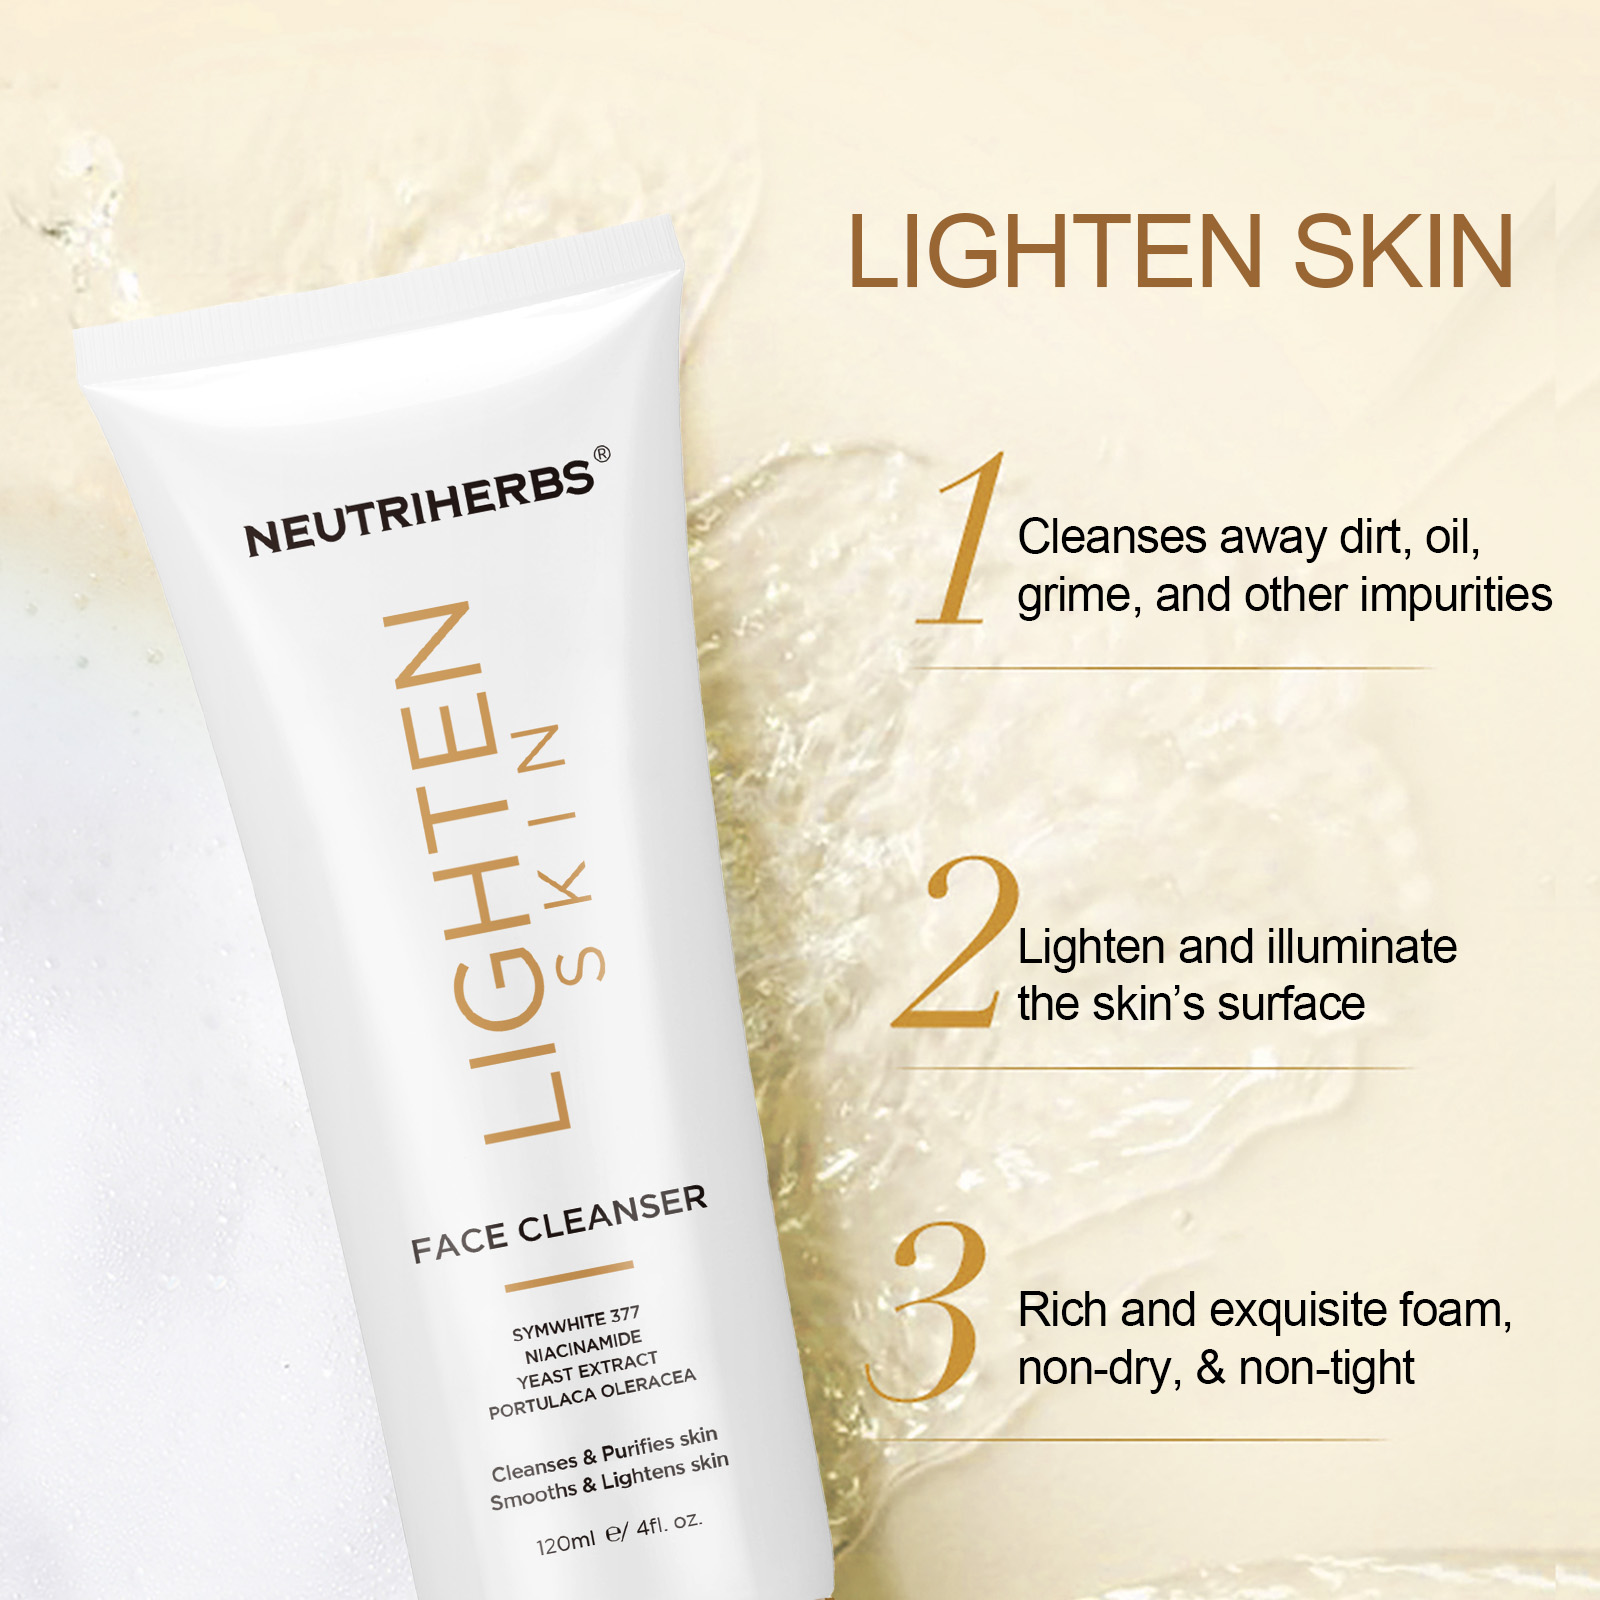 LIGHTEN SKIN
NEUTRIHERBS®
LIGHTEN
SKIN
FACE CLEANSER
SYMWHITE 377
NIACINAMIDE
YEAST EXTRACT
PORTULACA OLERACEA
Cleanses & Purifies skin
Smooths & Lightens skin
120ml ℮/ 4fl. oz.
1
Cleanses away dirt, oil,
grime, and other impurities
2
Lighten and illuminate
the skin’s surface
3
Rich and exquisite foam,
non-dry, & non-tight